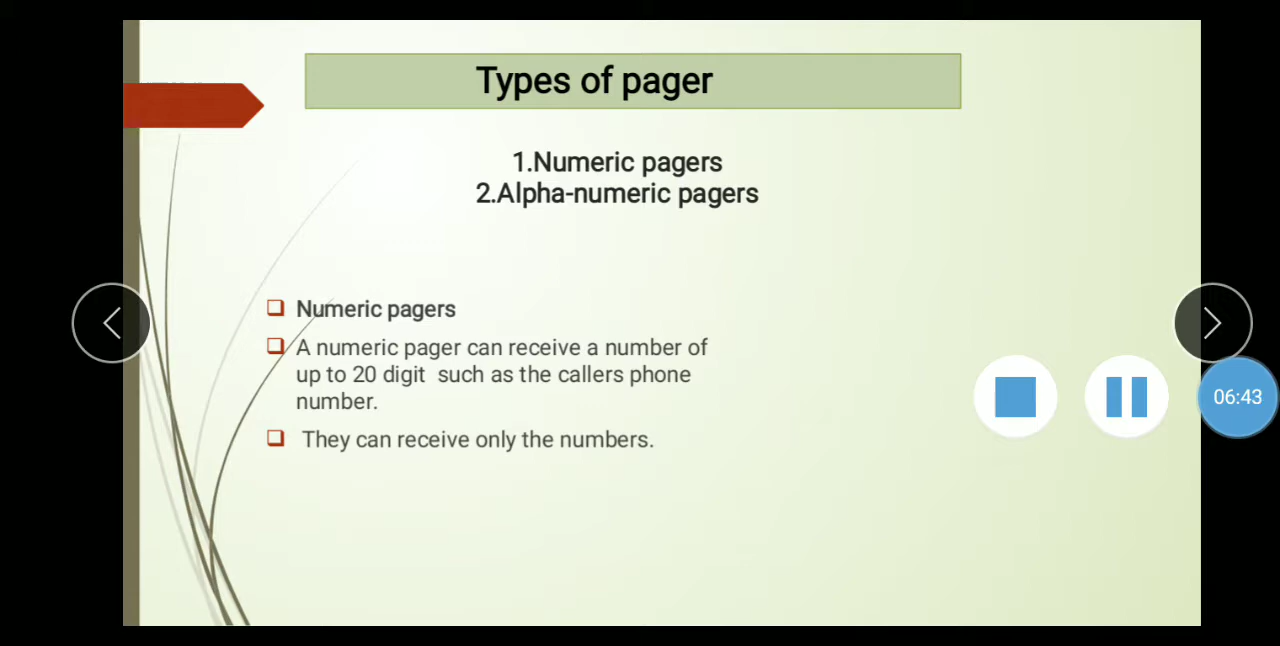 Types of pager
1.Numeric pagers
2.Alpha-numeric pagers
Numeric pagers
A numeric pager can receive a number of
up to 20 digit such as the callers phone
number.
They can receive only the numbers.
06:43